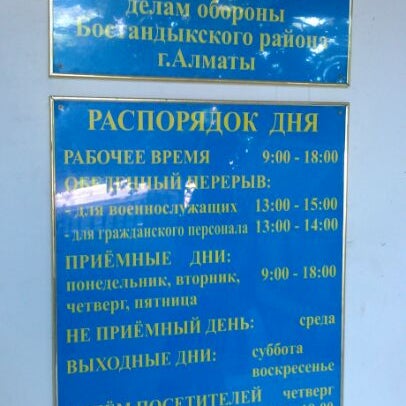 делам обороны
Бостандыкского района
г.Алматы
РАСПОРЯДОК ДНЯ
РАБОЧЕЕ ВРЕМЯ 9:00 - 18:00
ОБЕДЕННЫЙ ПЕРЕРЫВ:
- для военнослужащих 13:00 - 15:00
- для гражданского персонала 13:00 - 14:00
ПРИЁМНЫЕ ДНИ:
понедельник, вторник, 9:00 - 18:00
четверг, пятница
НЕ ПРИЁМНЫЙ ДЕНЬ: среда
ВЫХОДНЫЕ ДНИ: суббота
воскресенье
ПОСЕТИТЕЛЕЙ четверг